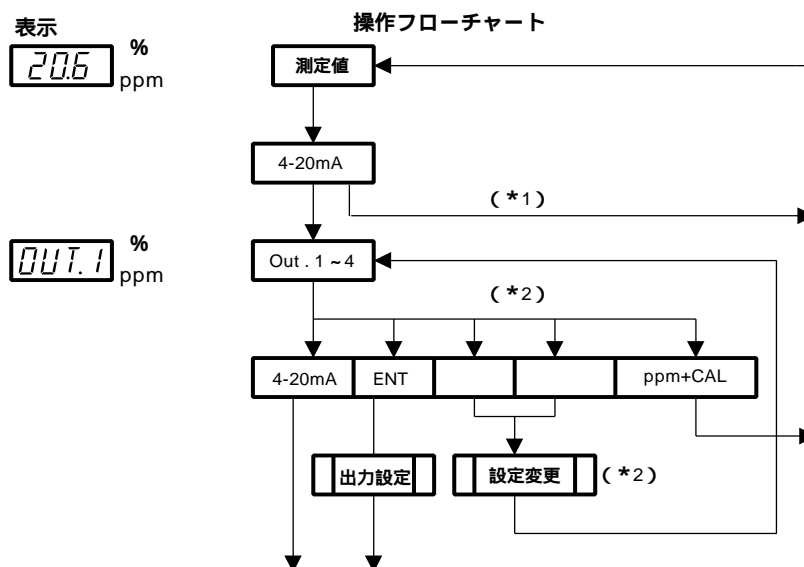 表示
操作フローチャート
20.6
%
ppm
測定値
4-20mA
(*1)
OUT.1
%
ppm
Out . 1 ~ 4
(*2)
4-20mA
ENT
ppm+CAL
出力設定
設定変更
(*2)